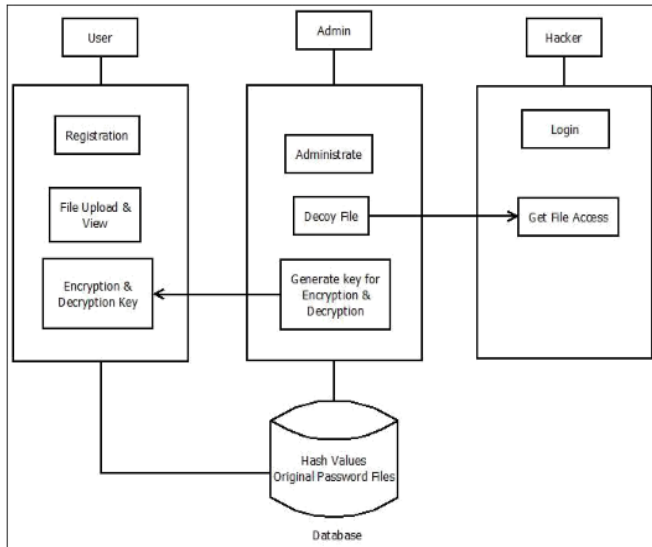 User
Admin
Hacker
Registration
File Upload &
View
Encryption &
Decryption Key
Administrate
Decoy File
Generate key for
Encryption &
Decryption
Login
Get File Access
Hash Values
Original Password Files
Database